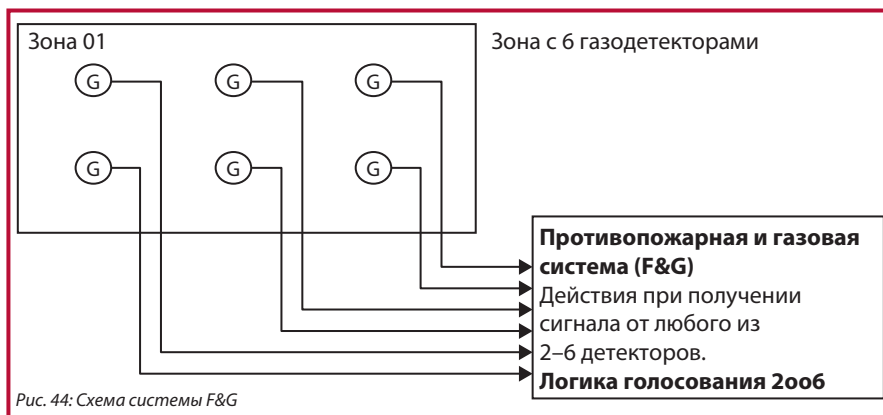 Зона 01
Зона с 6 газодетекторами
G G G
G G G
Противопожарная и газовая
система (F&G)
Действия при получении
сигнала от любого из
2–6 детекторов.
Логика голосования 2oo6
Рис. 44: Схема системы F&G